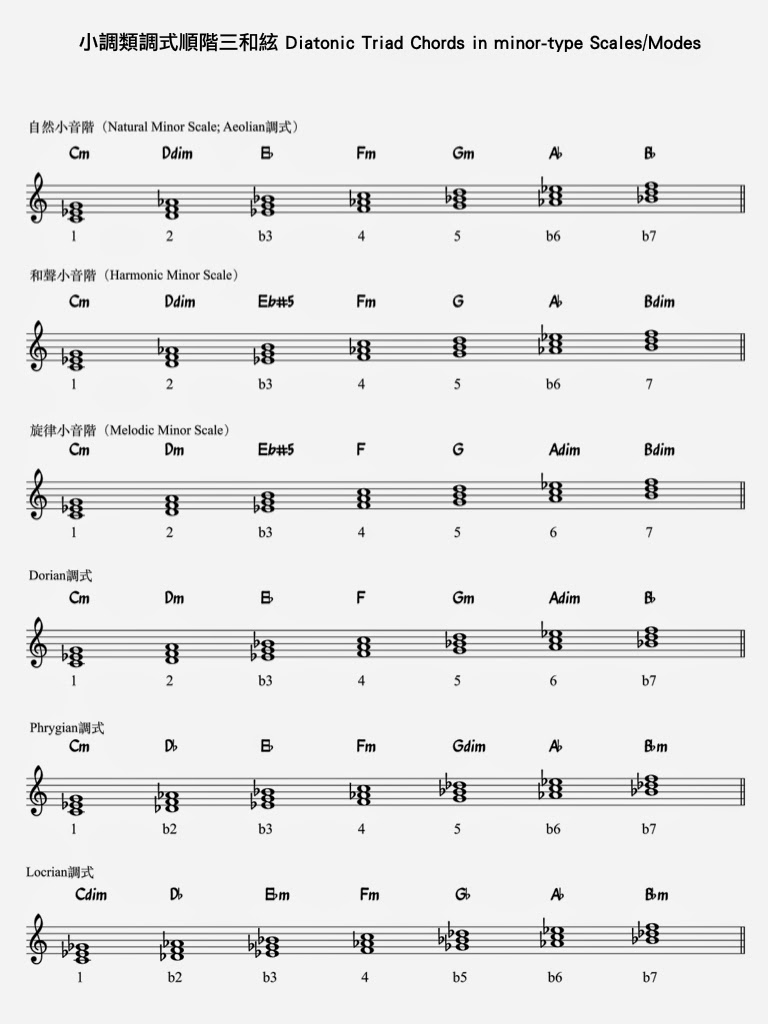 小調類調式順階三和絃 Diatonic Triad Chords in minor-type Scales/Modes
自然小音階（Natural Minor Scale; Aeolian調式）
Cm Ddim E♭ Fm Gm A♭ B♭
1 2 b3 4 5 b6 b7
和聲小音階（Harmonic Minor Scale）
Cm Ddim E♭#5 Fm G A♭ Bdim
1 2 b3 4 5 b6 7
旋律小音階（Melodic Minor Scale）
Cm Dm E♭#5 F G Adim Bdim
1 2 b3 4 5 6 7
Dorian調式
Cm Dm E♭ F Gm Adim B♭
1 2 b3 4 5 6 b7
Phrygian調式
Cm D♭ E♭ Fm Gdim A♭ B♭m
1 b2 b3 4 5 b6 b7
Locrian調式
Cdim D♭ E♭m Fm G♭ A♭ B♭m
1 b2 b3 4 b5 b6 b7